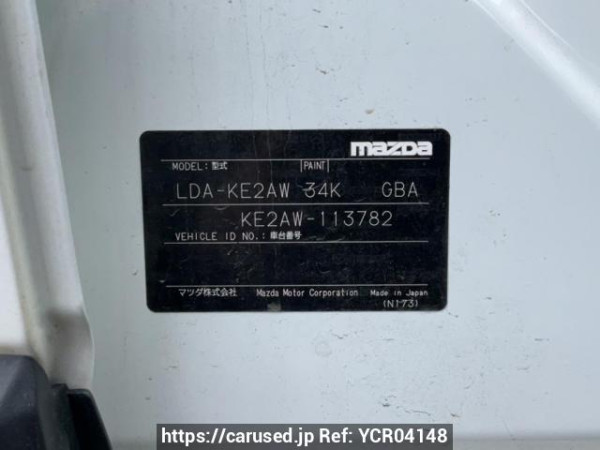 mazda
MODEL:型式 PAINT
LDA-KE2AW 34K GBA
KE2AW-113782
VEHICLE ID NO.:車台番号
マツダ株式会社 Mazda Motor Corporation Made in Japan
(N173)
https://carused.jp Ref: YCR04148